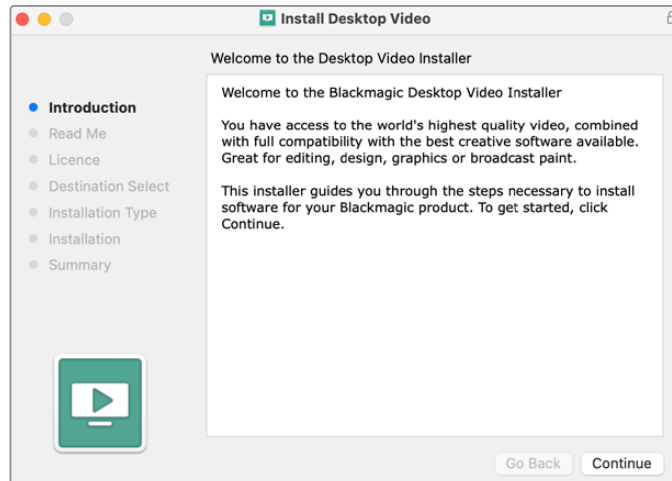 Install Desktop Video
Welcome to the Desktop Video Installer
Introduction
Read Me
Licence
Destination Select
Installation Type
Installation
Summary
Welcome to the Blackmagic Desktop Video Installer
You have access to the world's highest quality video, combined
with full compatibility with the best creative software available.
Great for editing, design, graphics or broadcast paint.
This installer guides you through the steps necessary to install
software for your Blackmagic product. To get started, click
Continue.
Go Back
Continue